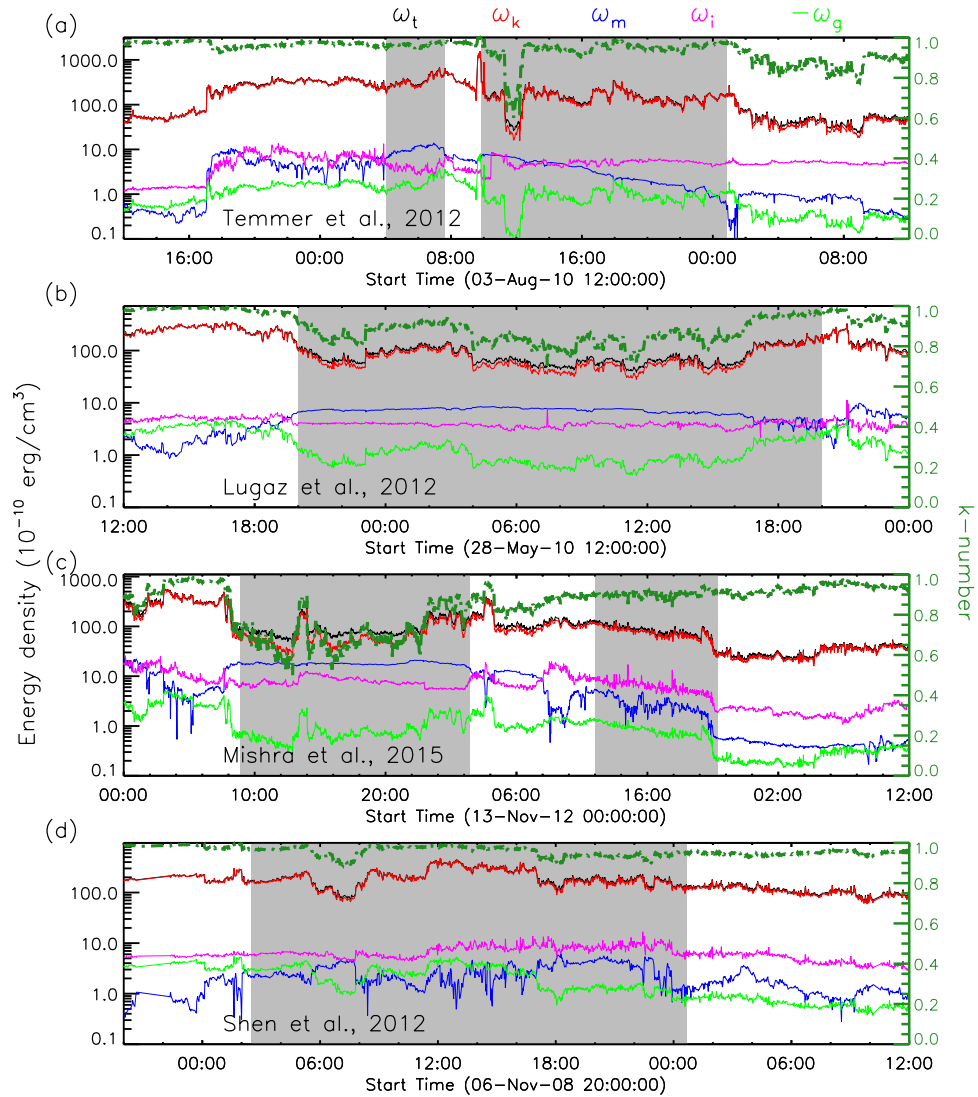 (a) ω_t ω_k ω_m ω_i −ω_g
1000.0 1.0
100.0 0.8
10.0 0.6
1.0 0.4
0.1 0.2
0.0
Temmer et al., 2012
16:00 00:00 08:00 16:00 00:00 08:00
Start Time (03-Aug-10 12:00:00)
(b)
100.0 1.0
10.0 0.8
1.0 0.6
0.1 0.4
0.2
0.0
Lugaz et al., 2012
12:00 18:00 00:00 06:00 12:00 18:00 00:00
Start Time (28-May-10 12:00:00)
Energy density (10⁻¹⁰ erg/cm³)
k-number
(c)
1000.0 1.0
100.0 0.8
10.0 0.6
1.0 0.4
0.1 0.2
0.0
Mishra et al., 2015
00:00 10:00 20:00 06:00 16:00 02:00 12:00
Start Time (13-Nov-12 00:00:00)
(d)
100.0 1.0
10.0 0.8
1.0 0.6
0.1 0.4
0.2
0.0
Shen et al., 2012
00:00 06:00 12:00 18:00 00:00 06:00 12:00
Start Time (06-Nov-08 20:00:00)